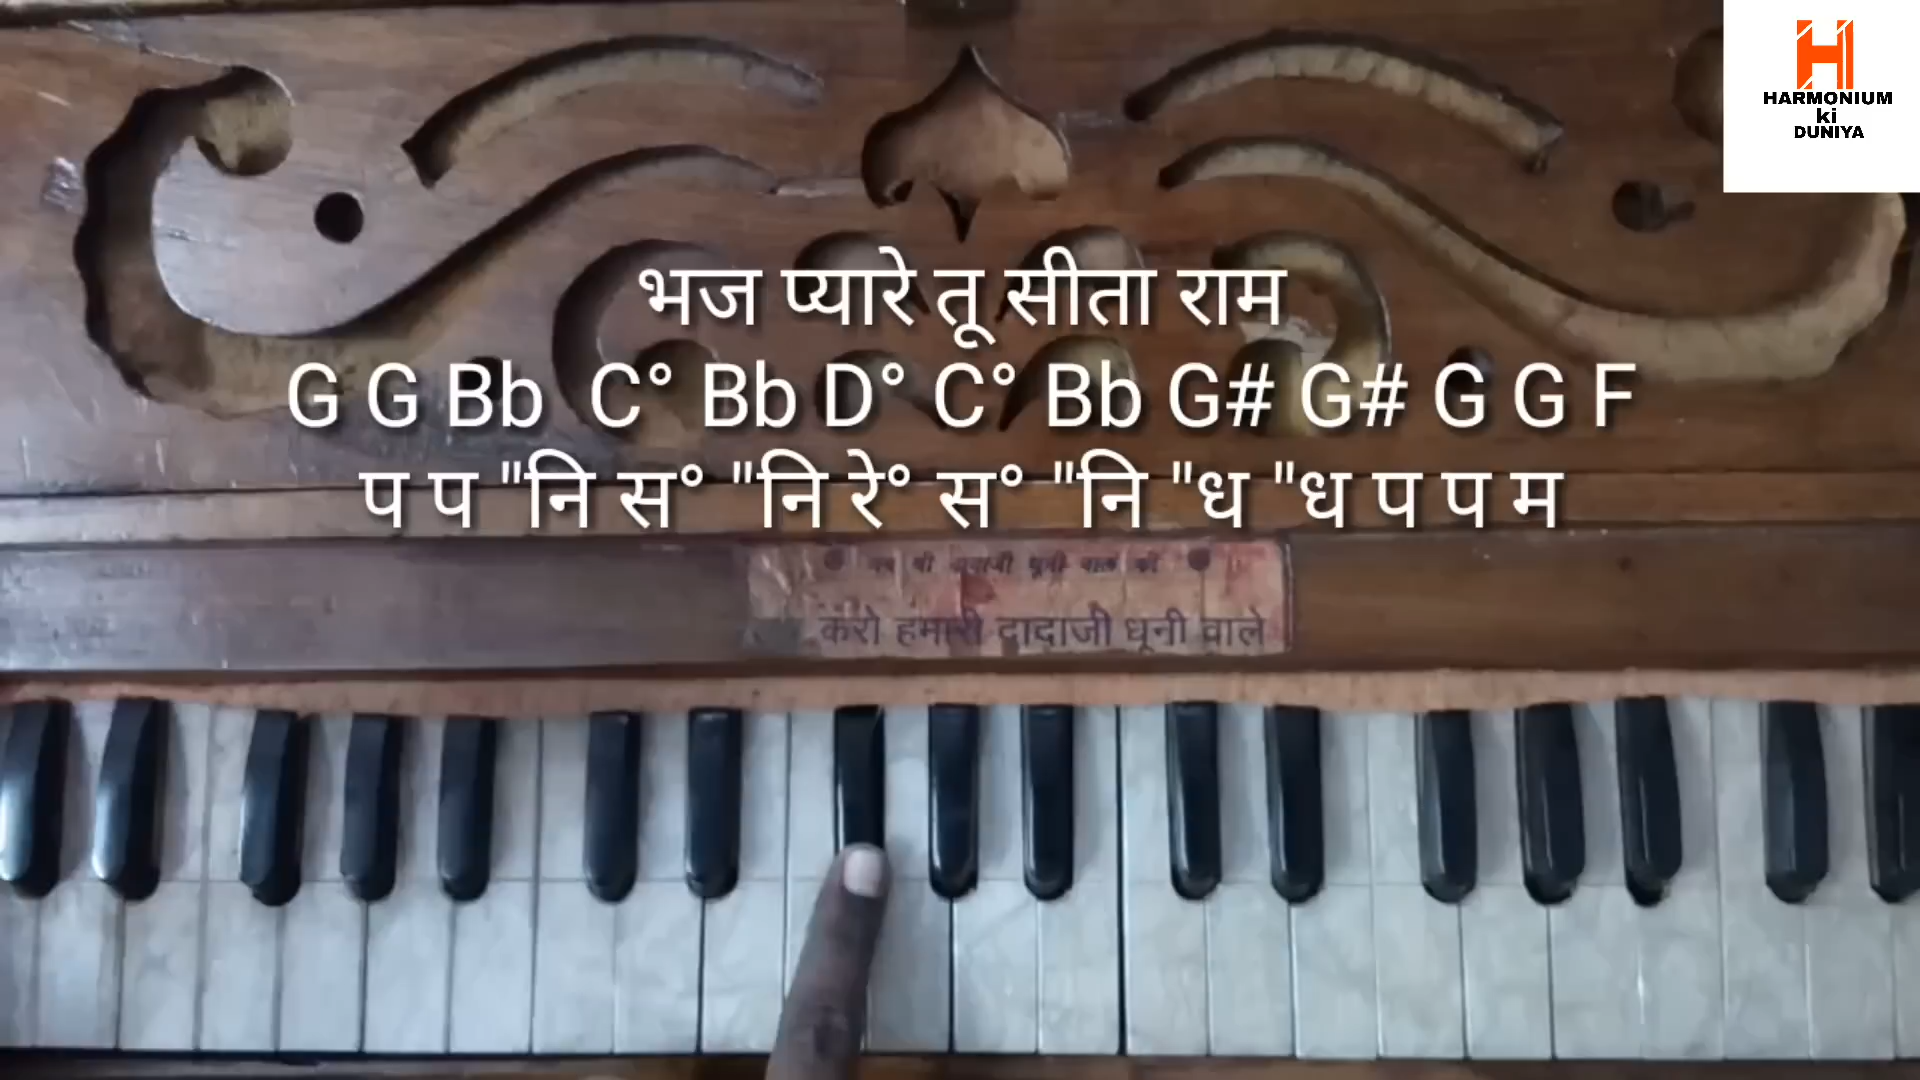 H
HARMONIUM
ki
DUNIYA
भज प्यारे तू सीता राम
G G Bb C° Bb D° C° Bb G# G# G G F
प प "नि स° "नि रे° स° "नि "ध "ध प प म
करो हमारी दादाजी धूनी वाले